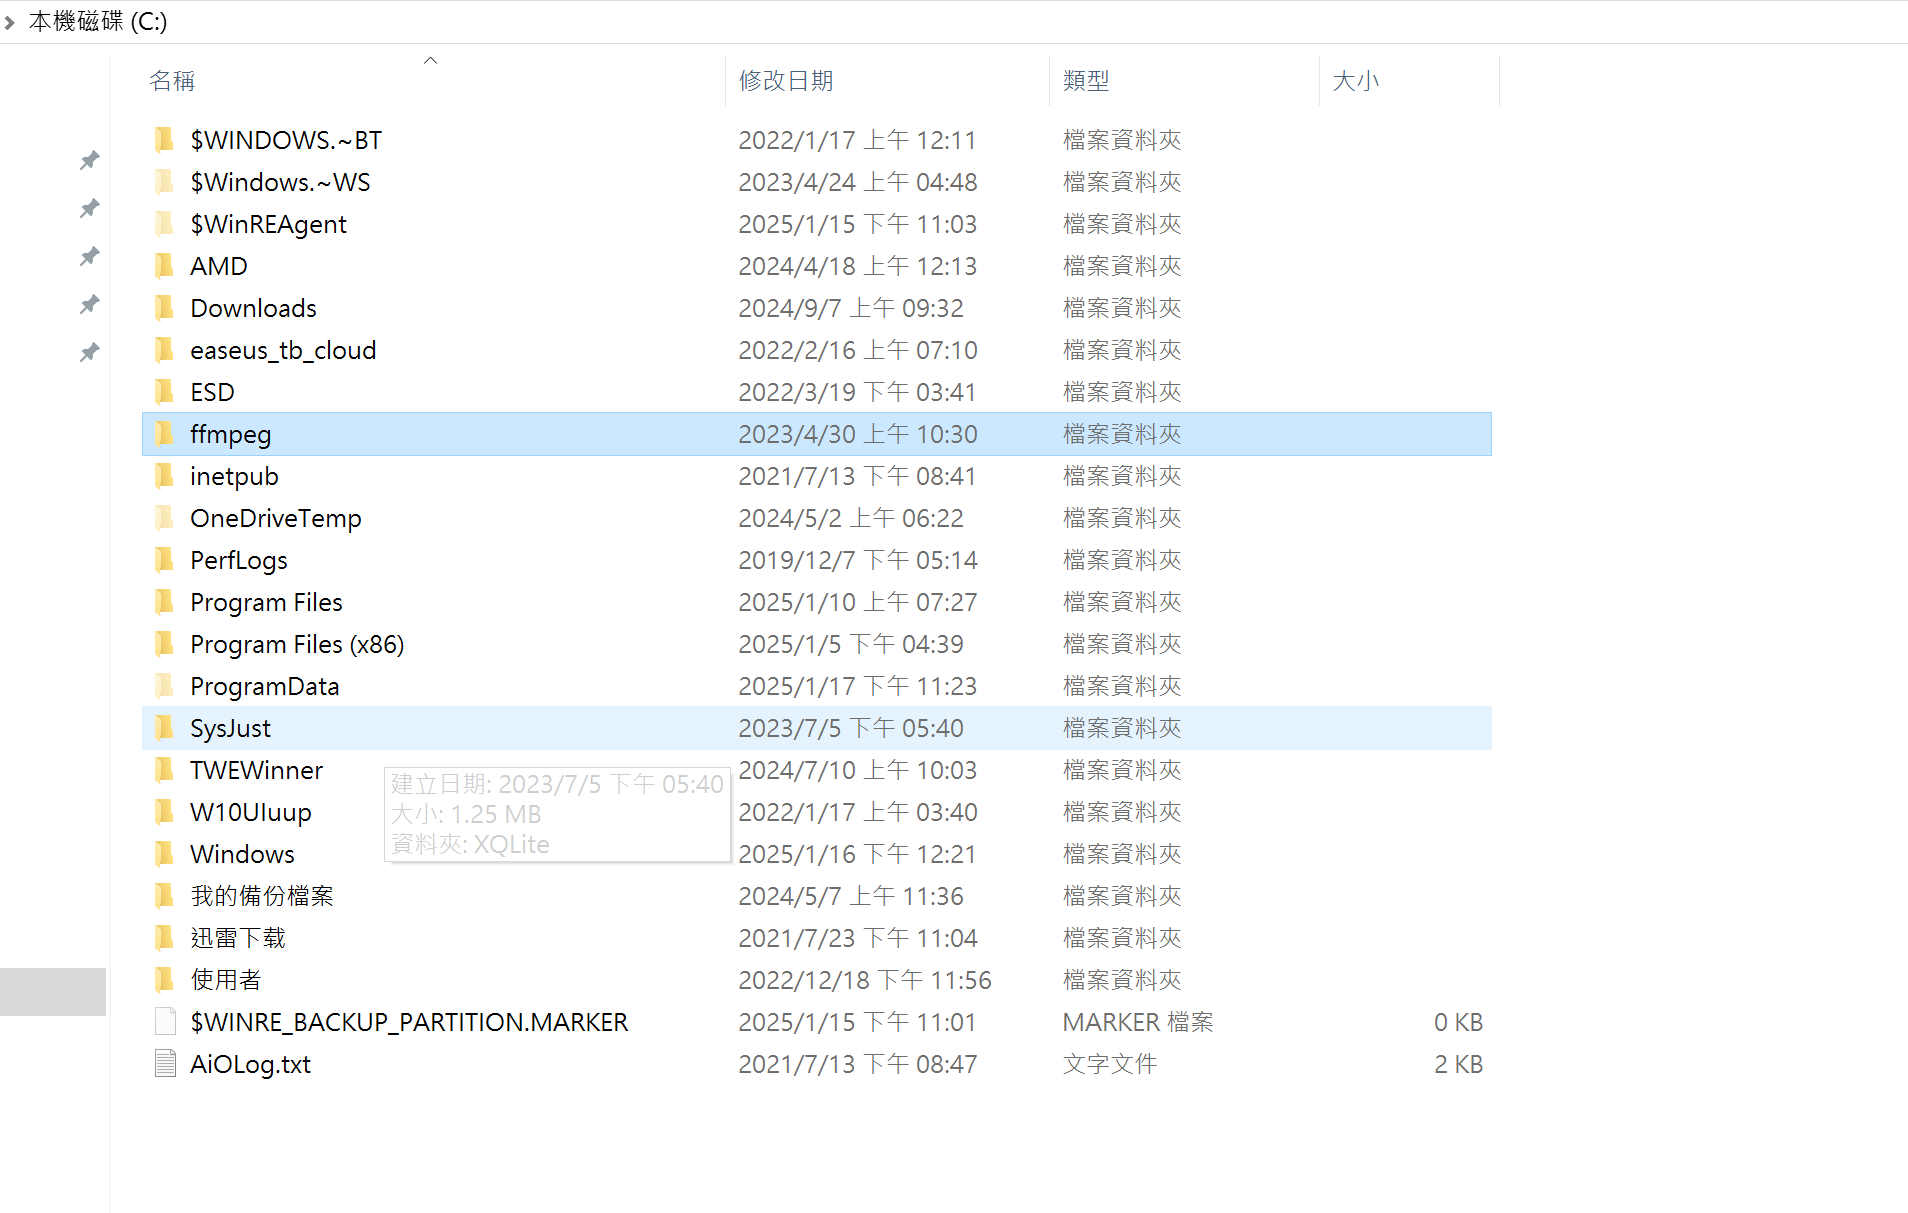 本機磁碟 (C:)
名稱 修改日期 類型 大小
$WINDOWS.~BT 2022/1/17 上午 12:11 檔案資料夾
$Windows.~WS 2023/4/24 上午 04:48 檔案資料夾
$WinREAgent 2025/1/15 下午 11:03 檔案資料夾
AMD 2024/4/18 上午 12:13 檔案資料夾
Downloads 2024/9/7 上午 09:32 檔案資料夾
easeus_tb_cloud 2022/2/16 上午 07:10 檔案資料夾
ESD 2022/3/19 下午 03:41 檔案資料夾
ffmpeg 2023/4/30 上午 10:30 檔案資料夾
inetpub 2021/7/13 下午 08:41 檔案資料夾
OneDriveTemp 2024/5/2 上午 06:22 檔案資料夾
PerfLogs 2019/12/7 下午 05:14 檔案資料夾
Program Files 2025/1/10 上午 07:27 檔案資料夾
Program Files (x86) 2025/1/5 下午 04:39 檔案資料夾
ProgramData 2025/1/17 下午 11:23 檔案資料夾
SysJust 2023/7/5 下午 05:40 檔案資料夾
TWEWinner 2024/7/10 上午 10:03 檔案資料夾
建立日期: 2023/7/5 下午 05:40
大小: 1.25 MB
資料夾: XQLite
W10UIuup 2022/1/17 上午 03:40 檔案資料夾
Windows 2025/1/16 下午 12:21 檔案資料夾
我的備份檔案 2024/5/7 上午 11:36 檔案資料夾
迅雷下载 2021/7/23 下午 11:04 檔案資料夾
使用者 2022/12/18 下午 11:56 檔案資料夾
$WINRE_BACKUP_PARTITION.MARKER 2025/1/15 下午 11:01 MARKER 檔案 0 KB
AiOLog.txt 2021/7/13 下午 08:47 文字文件 2 KB